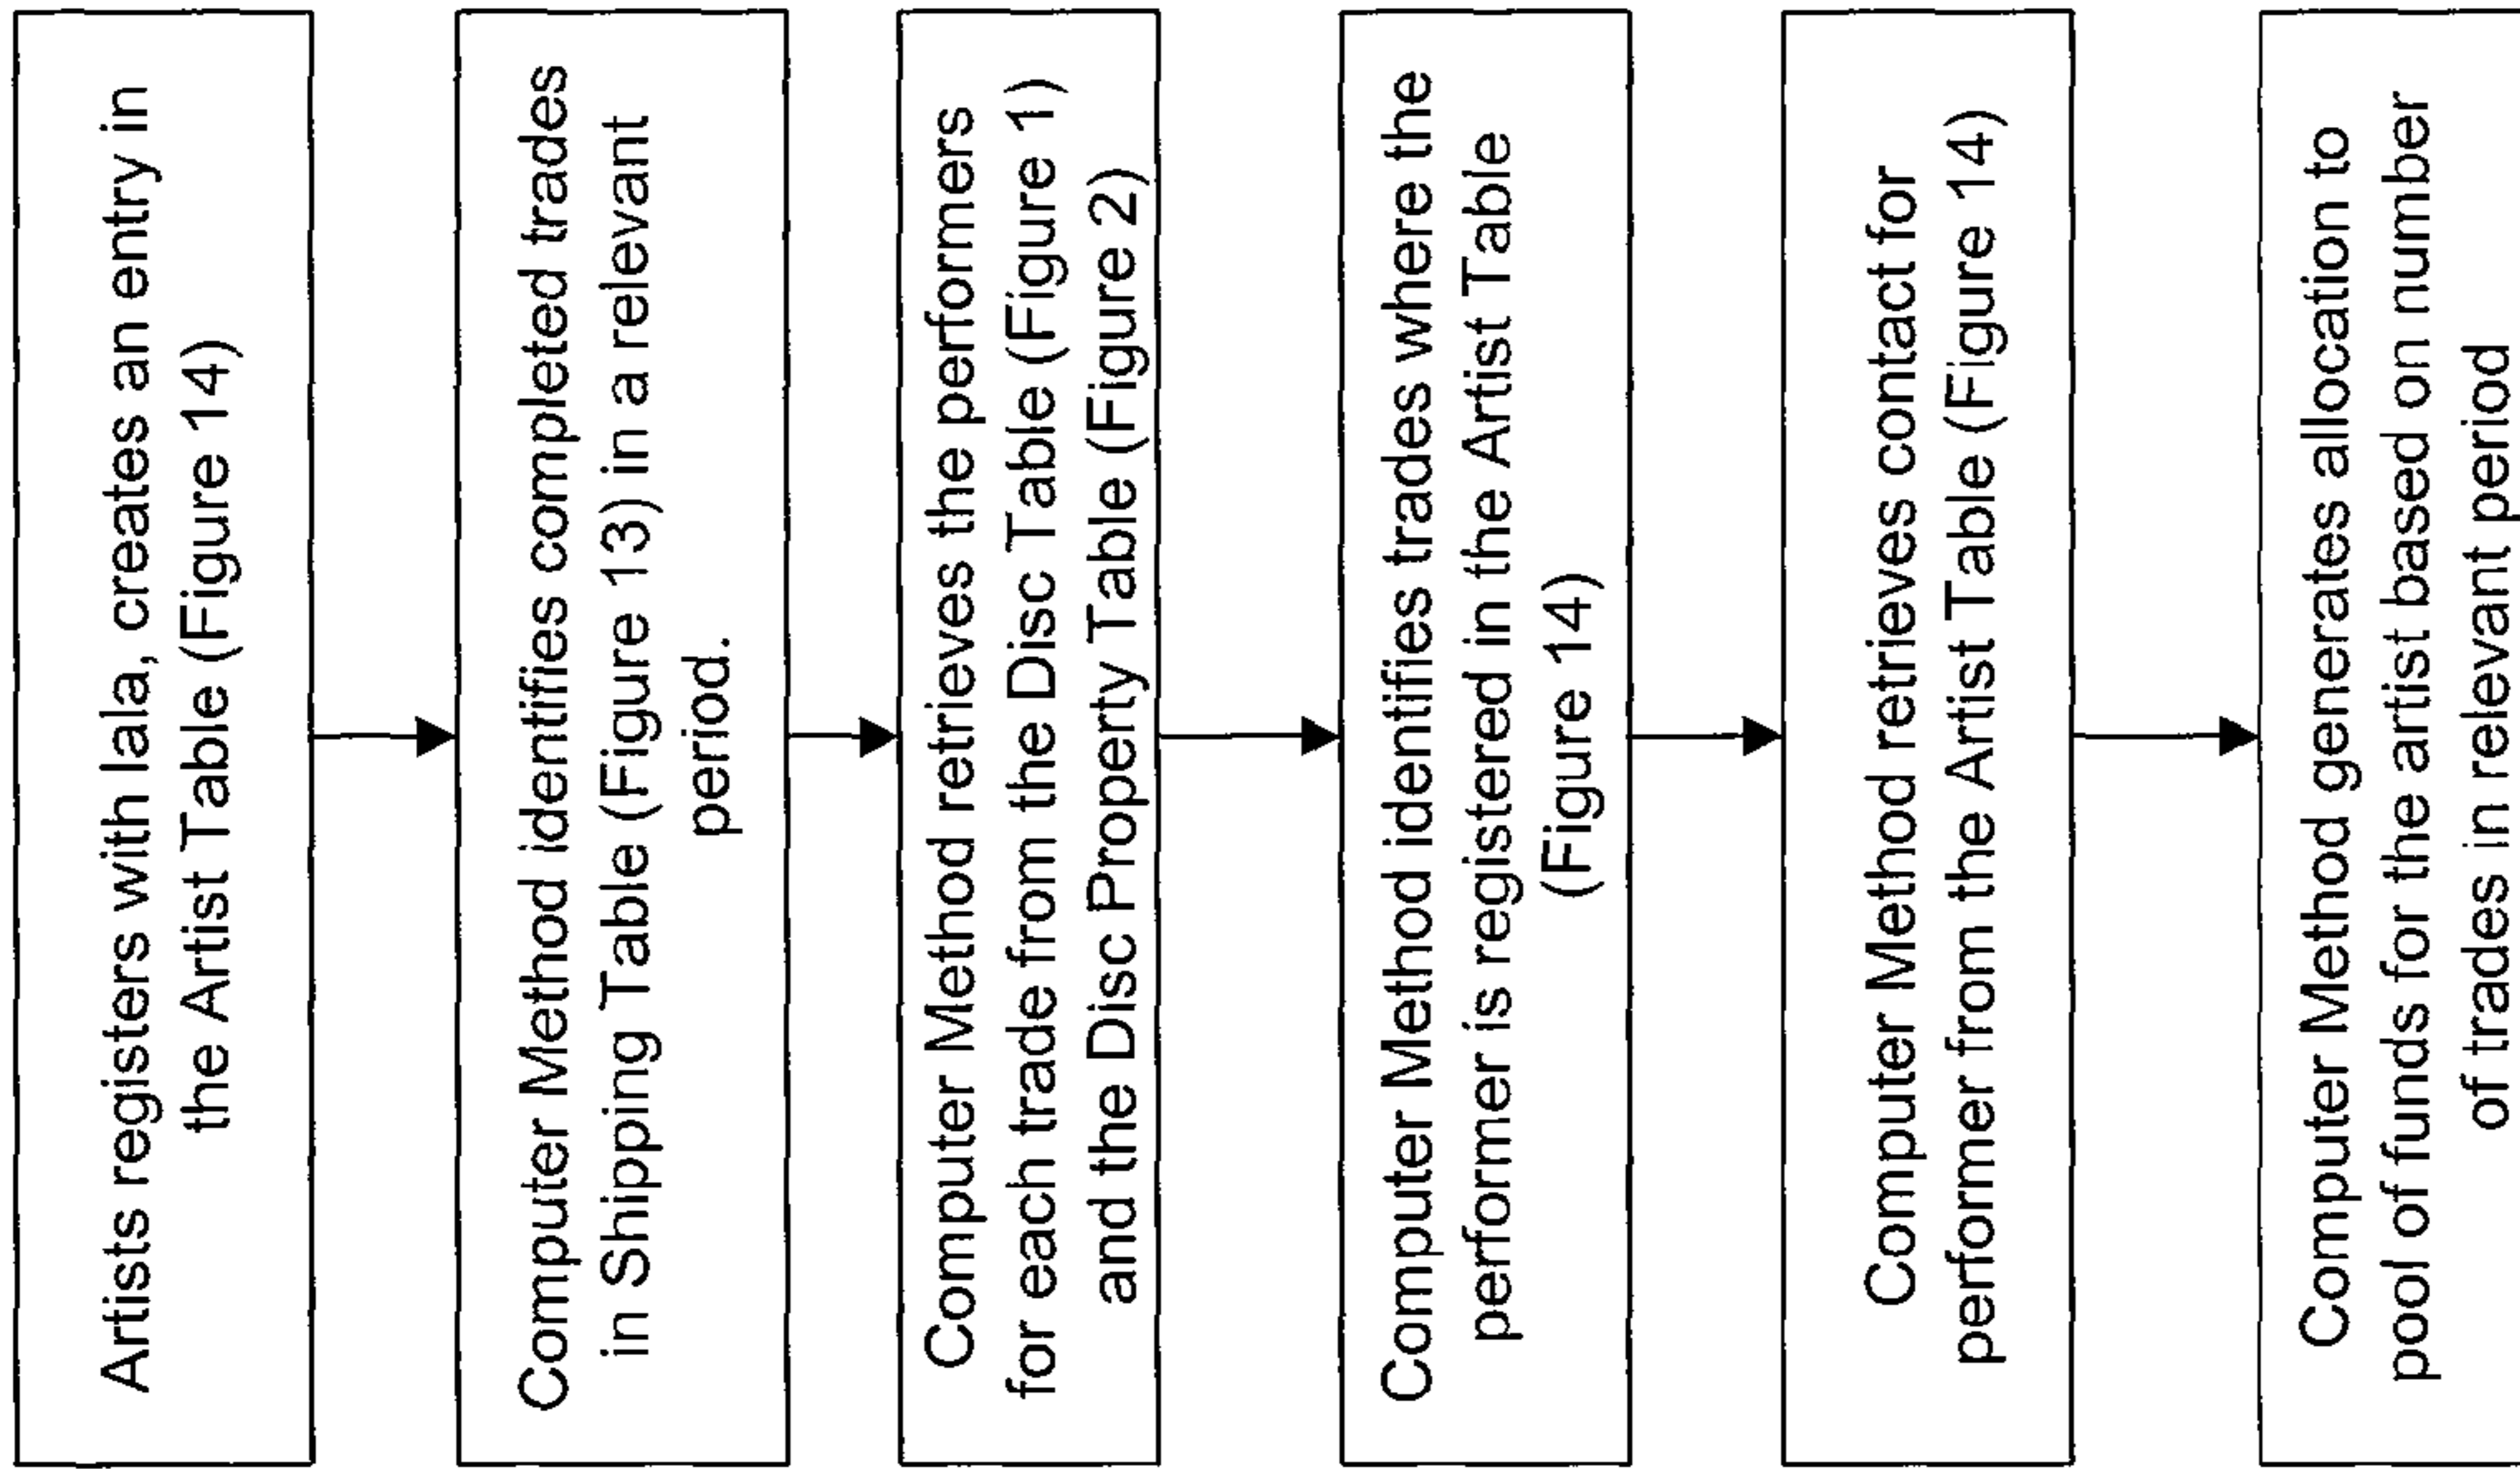 Artists registers with lala, creates an entry in
the Artist Table (Figure 14)
Computer Method identifies completed trades
in Shipping Table (Figure 13) in a relevant
period.
Computer Method retrieves the performers
for each trade from the Disc Table (Figure 1)
and the Disc Property Table (Figure 2)
Computer Method identifies trades where the
performer is registered in the Artist Table
(Figure 14)
Computer Method retrieves contact for
performer from the Artist Table (Figure 14)
Computer Method generates allocation to
pool of funds for the artist based on number
of trades in relevant period